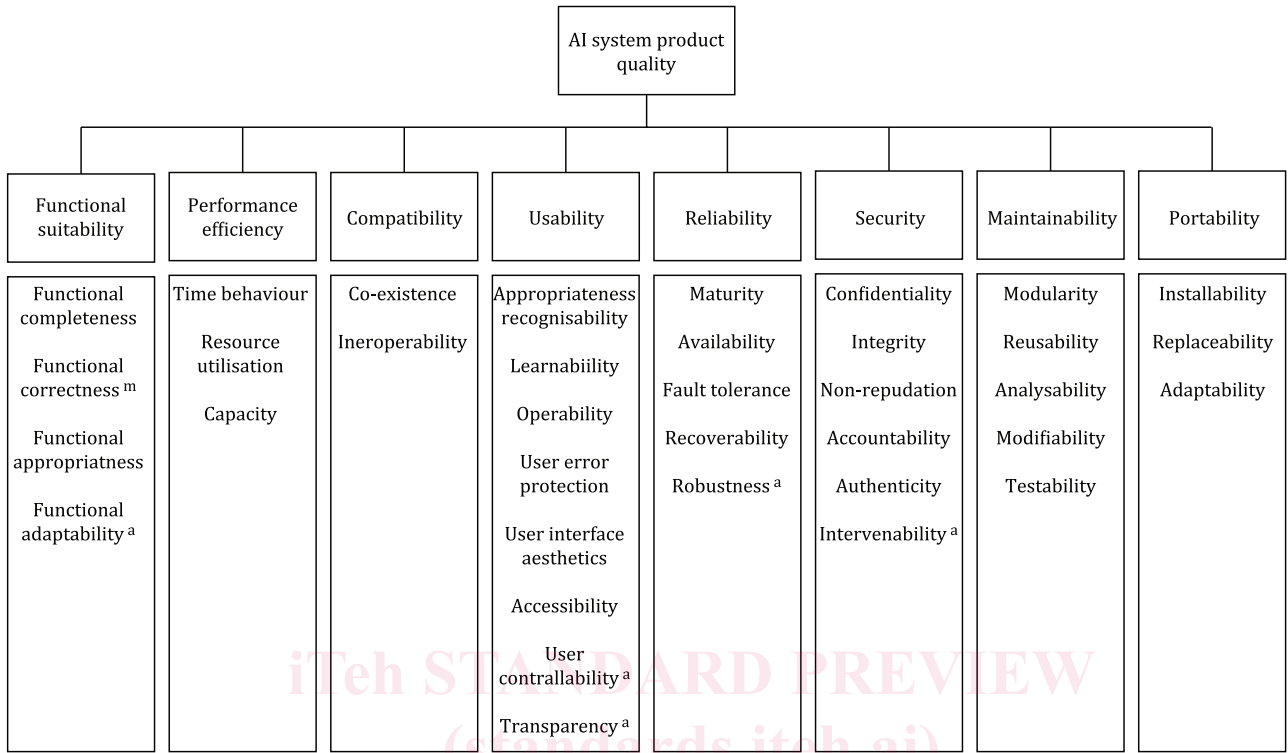 AI system product
quality
Functional
suitability
Performance
efficiency
Compatibility
Usability
Reliability
Security
Maintainability
Portability
Functional
completeness
Functional
correctness m
Functional
appropriatness
Functional
adaptability a
Time behaviour
Resource
utilisation
Capacity
Co-existence
Ineroperability
Appropriateness
recognisability
Learnabiility
Operability
User error
protection
User interface
aesthetics
Accessibility
User
contrallability a
Transparency a
Maturity
Availability
Fault tolerance
Recoverability
Robustness a
Confidentiality
Integrity
Non-repudation
Accountability
Authenticity
Intervenability a
Modularity
Reusability
Analysability
Modifiability
Testability
Installability
Replaceability
Adaptability
iTeh STANDARD PREVIEW
(standards.iteh.ai)